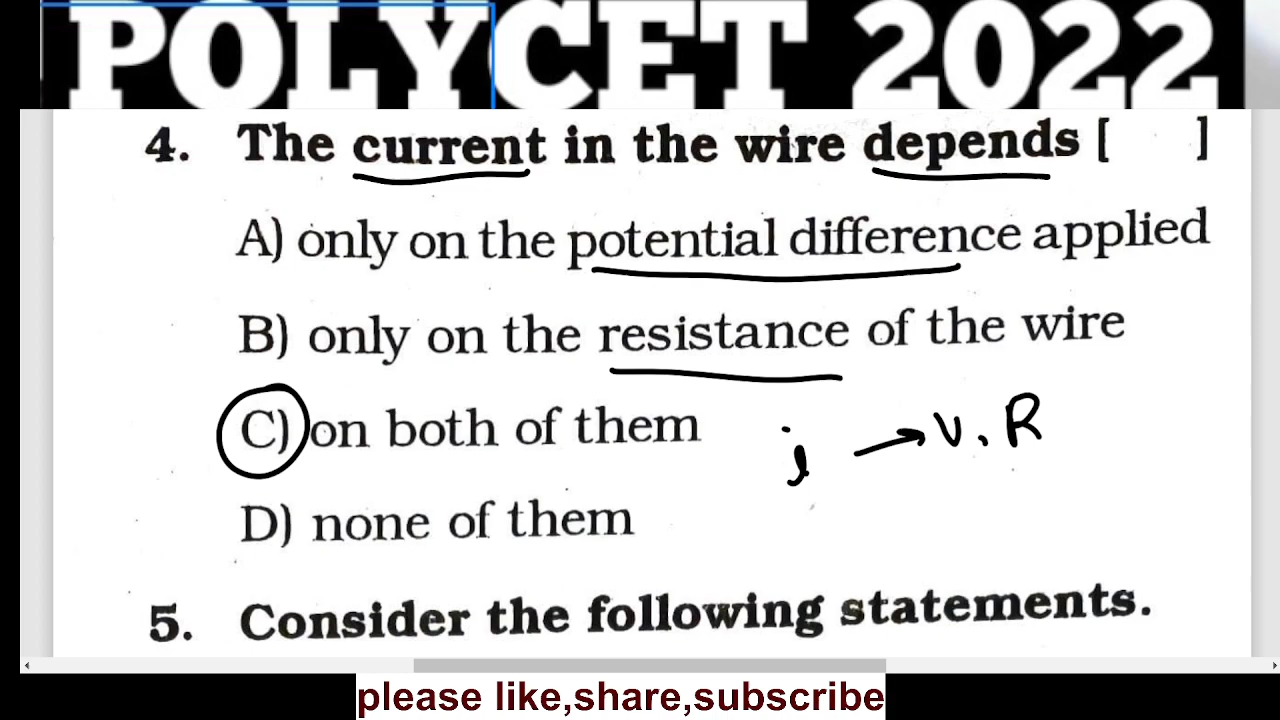 POLYCET 2022
4. The current in the wire depends [ ]
A) only on the potential difference applied
B) only on the resistance of the wire
C) on both of them
i → V, R
D) none of them
5. Consider the following statements.
please like,share,subscribe